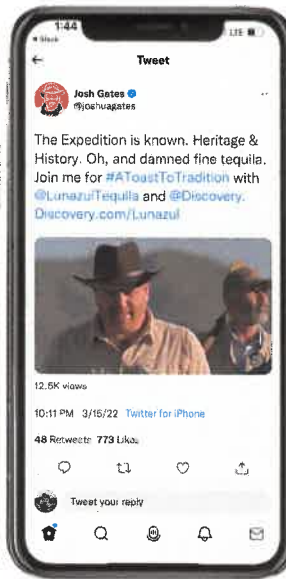 1:44
LTE
Slack
Tweet
Josh Gates
@joshuagates
The Expedition is known. Heritage &
History. Oh, and damned fine tequila.
Join me for #AToastToTradition with
@LunazulTequila and @Discovery.
Discovery.com/Lunazul
12.5K views
10:11 PM 3/15/22 Twitter for iPhone
48 Retweets 773 Likes
Tweet your reply